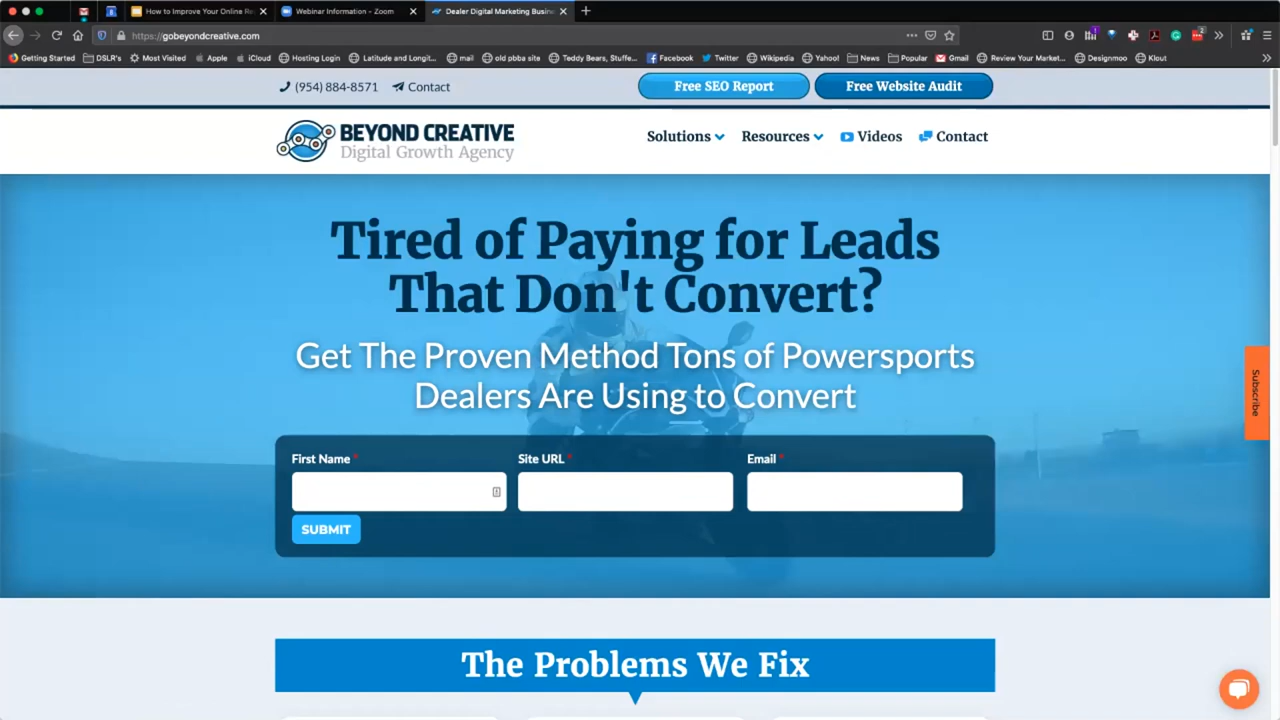 How to Improve Your Online Re
Webinar Information - Zoom
Dealer Digital Marketing Busin
https://gobeyondcreative.com
Getting Started
DSLR's
Most Visited
Apple
iCloud
Hosting Login
Latitude and Longit...
mail
old pbba site
Teddy Bears, Stuffe...
Facebook
Twitter
Wikipedia
Yahoo!
News
Popular
Gmail
Review Your Market...
Designmoo
Klout
(954) 884-8571
Contact
Free SEO Report
Free Website Audit
BEYOND CREATIVE
Digital Growth Agency
Solutions
Resources
Videos
Contact
Tired of Paying for Leads
That Don't Convert?
Get The Proven Method Tons of Powersports
Dealers Are Using to Convert
First Name *
Site URL *
Email *
SUBMIT
Subscribe
The Problems We Fix